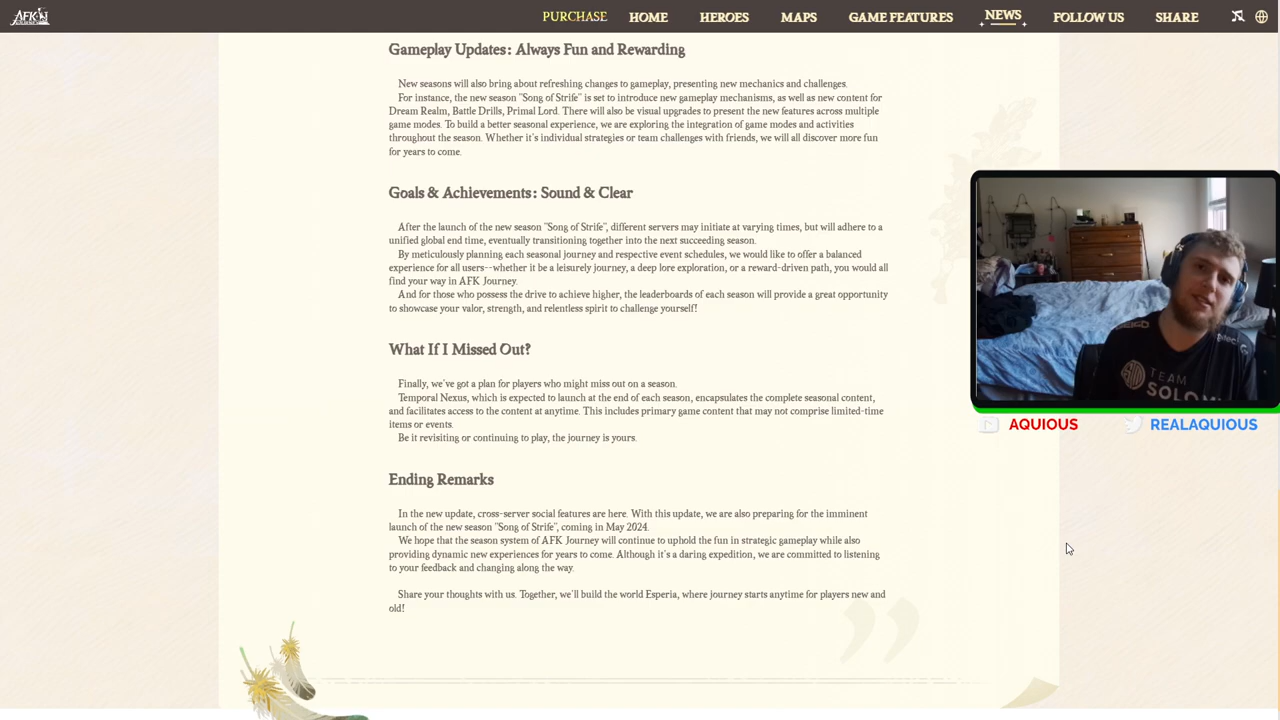 AFK
JOURNEY
PURCHASE
HOME
HEROES
MAPS
GAME FEATURES
NEWS
FOLLOW US
SHARE
Gameplay Updates: Always Fun and Rewarding
New seasons will also bring about refreshing changes to gameplay, presenting new mechanics and challenges.
For instance, the new season "Song of Strife" is set to introduce new gameplay mechanisms, as well as new content for
Dream Realm, Battle Drills, Primal Lord. There will also be visual upgrades to present the new features across multiple
game modes. To build a better seasonal experience, we are exploring the integration of game modes and activities
throughout the season. Whether it's individual strategies or team challenges with friends, we will all discover more fun
for years to come.
Goals & Achievements: Sound & Clear
After the launch of the new season "Song of Strife", different servers may initiate at varying times, but will adhere to a
unified global end time, eventually transitioning together into the next succeeding season.
By meticulously planning each seasonal journey and respective event schedules, we would like to offer a balanced
experience for all users--whether it be a leisurely journey, a deep lore exploration, or a reward-driven path, you would all
find your way in AFK Journey.
And for those who possess the drive to achieve higher, the leaderboards of each season will provide a great opportunity
to showcase your valor, strength, and relentless spirit to challenge yourself!
What If I Missed Out?
Finally, we've got a plan for players who might miss out on a season.
Temporal Nexus, which is expected to launch at the end of each season, encapsulates the complete seasonal content,
and facilitates access to the content at anytime. This includes primary game content that may not comprise limited-time
items or events.
Be it revisiting or continuing to play, the journey is yours.
Ending Remarks
In the new update, cross-server social features are here. With this update, we are also preparing for the imminent
launch of the new season "Song of Strife", coming in May 2024.
We hope that the season system of AFK Journey will continue to uphold the fun in strategic gameplay while also
providing dynamic new experiences for years to come. Although it's a daring expedition, we are committed to listening
to your feedback and changing along the way.
Share your thoughts with us. Together, we'll build the world Esperia, where journey starts anytime for players new and
old!
TEAM
SOLOM
AQUIOUS
REALAQUIOUS